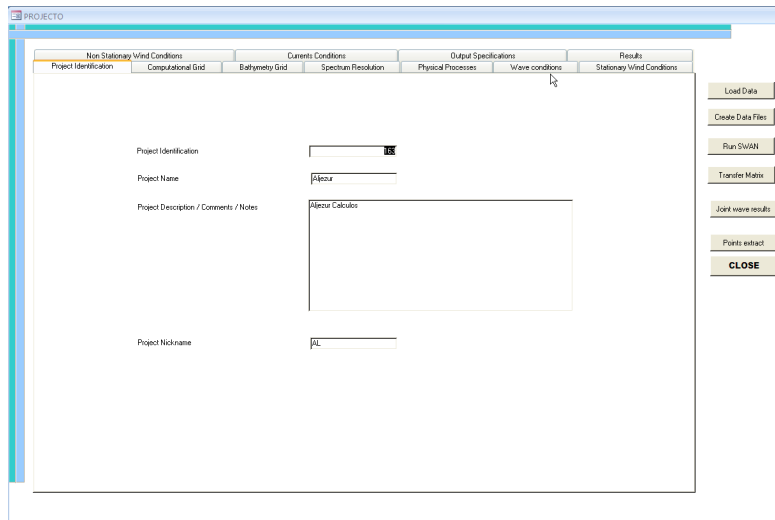 PROJECTO
Non Stationary Wind Conditions Currents Conditions Output Specifications Results
Project Identification Computational Grid Bathymetry Grid Spectrum Resolution Physical Processes Wave conditions Stationary Wind Conditions
Load Data
Create Data Files
Project Identification 163
Run SWAN
Project Name Aljezur
Transfer Matrix
Project Description / Comments / Notes Aljezur Calculos
Joint wave results
Points extract
CLOSE
Project Nickname AL